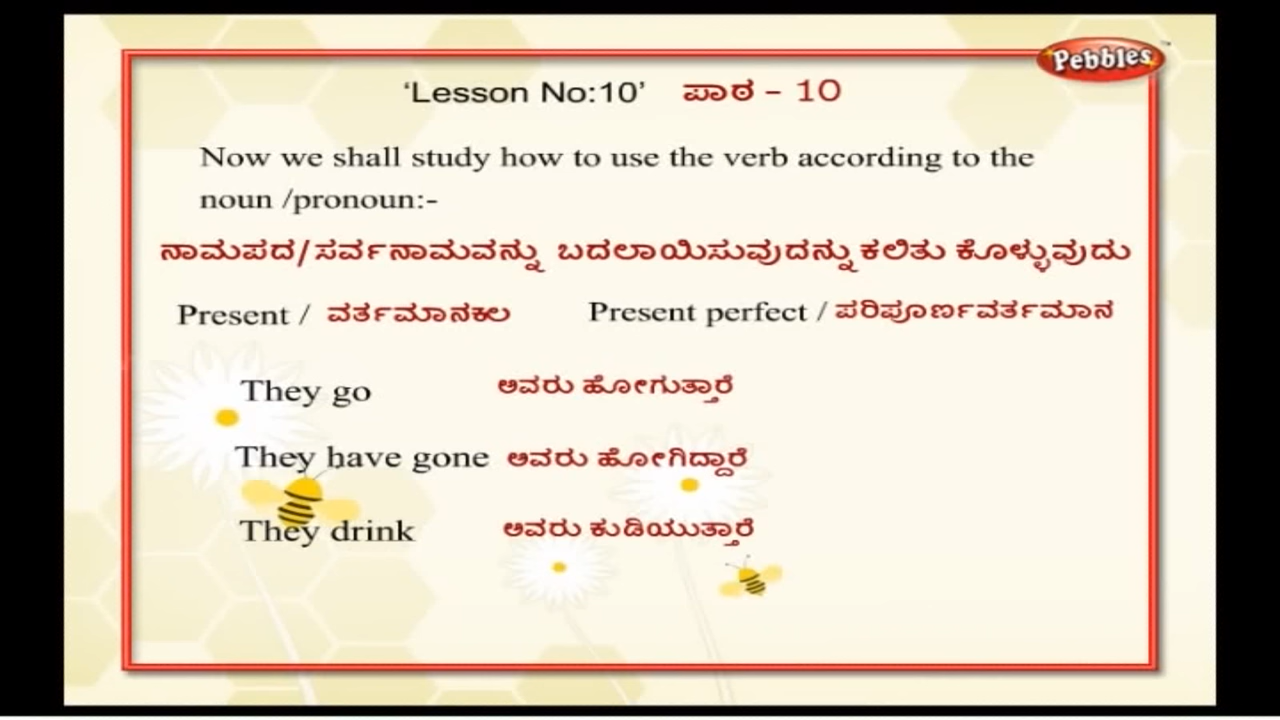 Pebbles™
'Lesson No:10' ಪಾಠ – 10
Now we shall study how to use the verb according to the
noun /pronoun:-
ನಾಮಪದ/ಸರ್ವನಾಮವನ್ನು ಬದಲಾಯಿಸುವುದನ್ನು ಕಲಿತು ಕೊಳ್ಳುವುದು
Present / ವರ್ತಮಾನಕಾಲ Present perfect / ಪರಿಪೂರ್ಣವರ್ತಮಾನ
They go ಅವರು ಹೋಗುತ್ತಾರೆ
They have gone ಅವರು ಹೋಗಿದ್ದಾರೆ
They drink ಅವರು ಕುಡಿಯುತ್ತಾರೆ